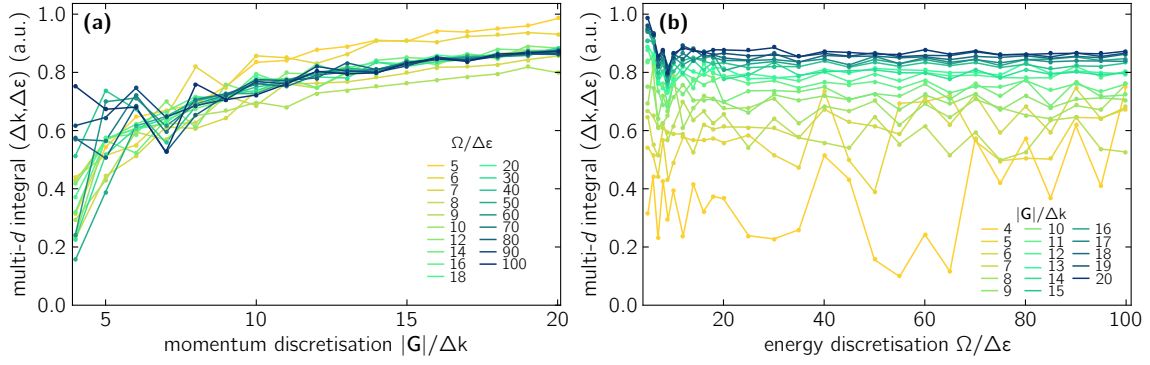 (a)
multi-d integral (Δk,Δε) (a.u.)
1.0
0.8
0.6
0.4
0.2
0.0
Ω/Δε
5 20
6 30
7 40
8 50
9 60
10 70
12 80
14 90
16 100
18
5 10 15 20
momentum discretisation |G|/Δk
(b)
multi-d integral (Δk,Δε) (a.u.)
1.0
0.8
0.6
0.4
0.2
0.0
|G|/Δk
4 10 16
5 11 17
6 12 18
7 13 19
8 14 20
9 15
20 40 60 80 100
energy discretisation Ω/Δε